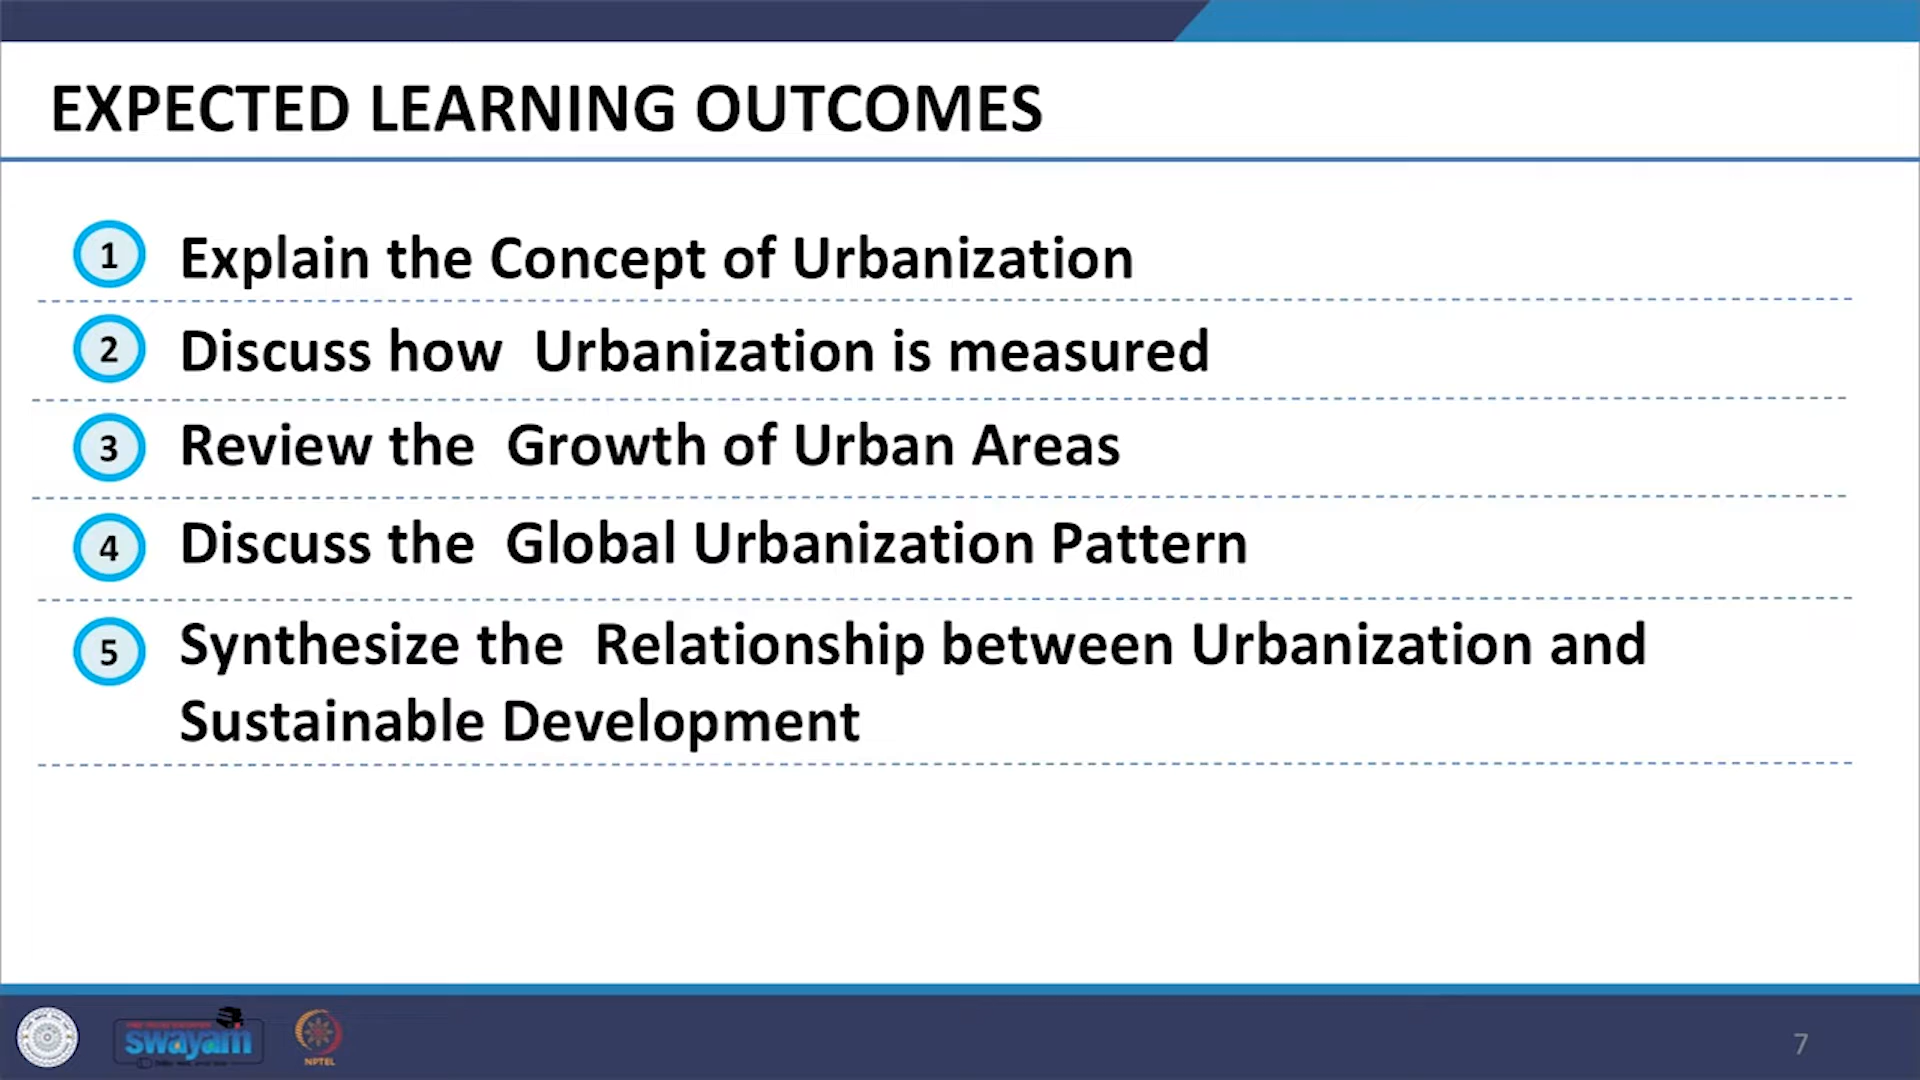 EXPECTED LEARNING OUTCOMES
1 Explain the Concept of Urbanization
2 Discuss how  Urbanization is measured
3 Review the  Growth of Urban Areas
4 Discuss the  Global Urbanization Pattern
5 Synthesize the  Relationship between Urbanization and
Sustainable Development
swayam
NPTEL
7